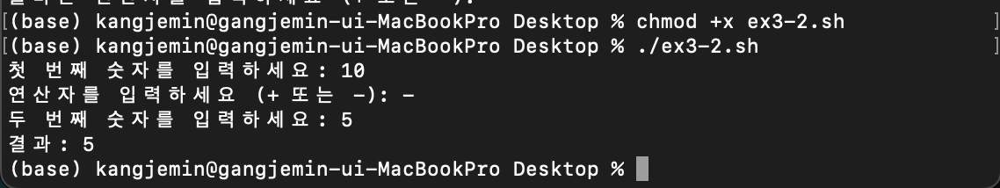 [(base) kangjemin@gangjemin-ui-MacBookPro Desktop % chmod +x ex3-2.sh ]
[(base) kangjemin@gangjemin-ui-MacBookPro Desktop % ./ex3-2.sh ]
첫 번째 숫자를 입력하세요: 10
연산자를 입력하세요 (+ 또는 -): -
두 번째 숫자를 입력하세요: 5
결과: 5
(base) kangjemin@gangjemin-ui-MacBookPro Desktop %